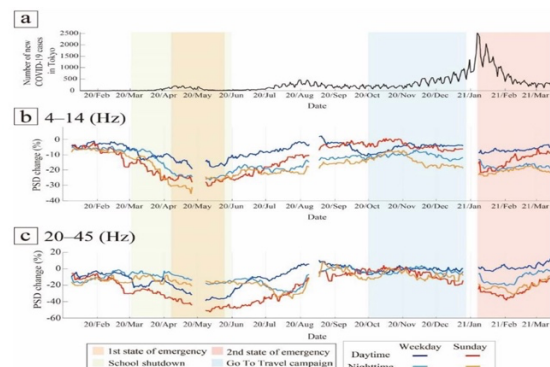 a
Number of new
COVID-19 cases
in Tokyo
2500
2000
1500
1000
500
0
20/Feb 20/Mar 20/Apr 20/May 20/Jun 20/Jul 20/Aug 20/Sep 20/Oct 20/Nov 20/Dec 21/Jan 21/Feb 21/Mar
Date
b 4–14 (Hz)
PSD change (%)
0
-10
-20
-30
-40
20/Feb 20/Mar 20/Apr 20/May 20/Jun 20/Jul 20/Aug 20/Sep 20/Oct 20/Nov 20/Dec 21/Jan 21/Feb 21/Mar
Date
c 20–45 (Hz)
PSD change (%)
20
0
-20
-40
-60
20/Feb 20/Mar 20/Apr 20/May 20/Jun 20/Jul 20/Aug 20/Sep 20/Oct 20/Nov 20/Dec 21/Jan 21/Feb 21/Mar
Date
1st state of emergency 2nd state of emergency
School shutdown Go To Travel campaign
Weekday Sunday
Daytime
Nighttime